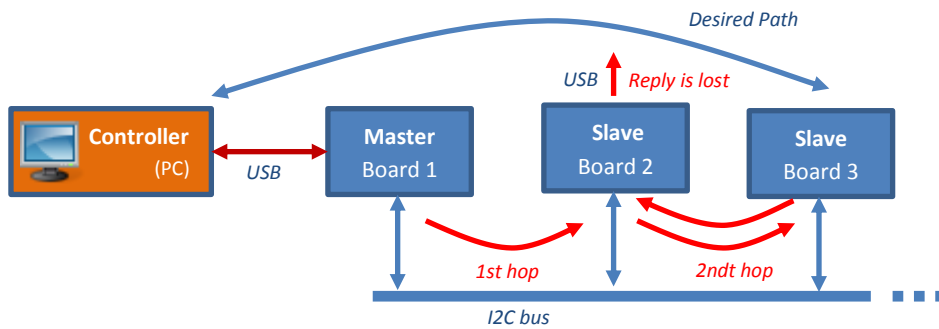 Desired Path
USB
Reply is lost
Controller
(PC)
USB
Master
Board 1
Slave
Board 2
Slave
Board 3
1st hop
2ndt hop
I2C bus